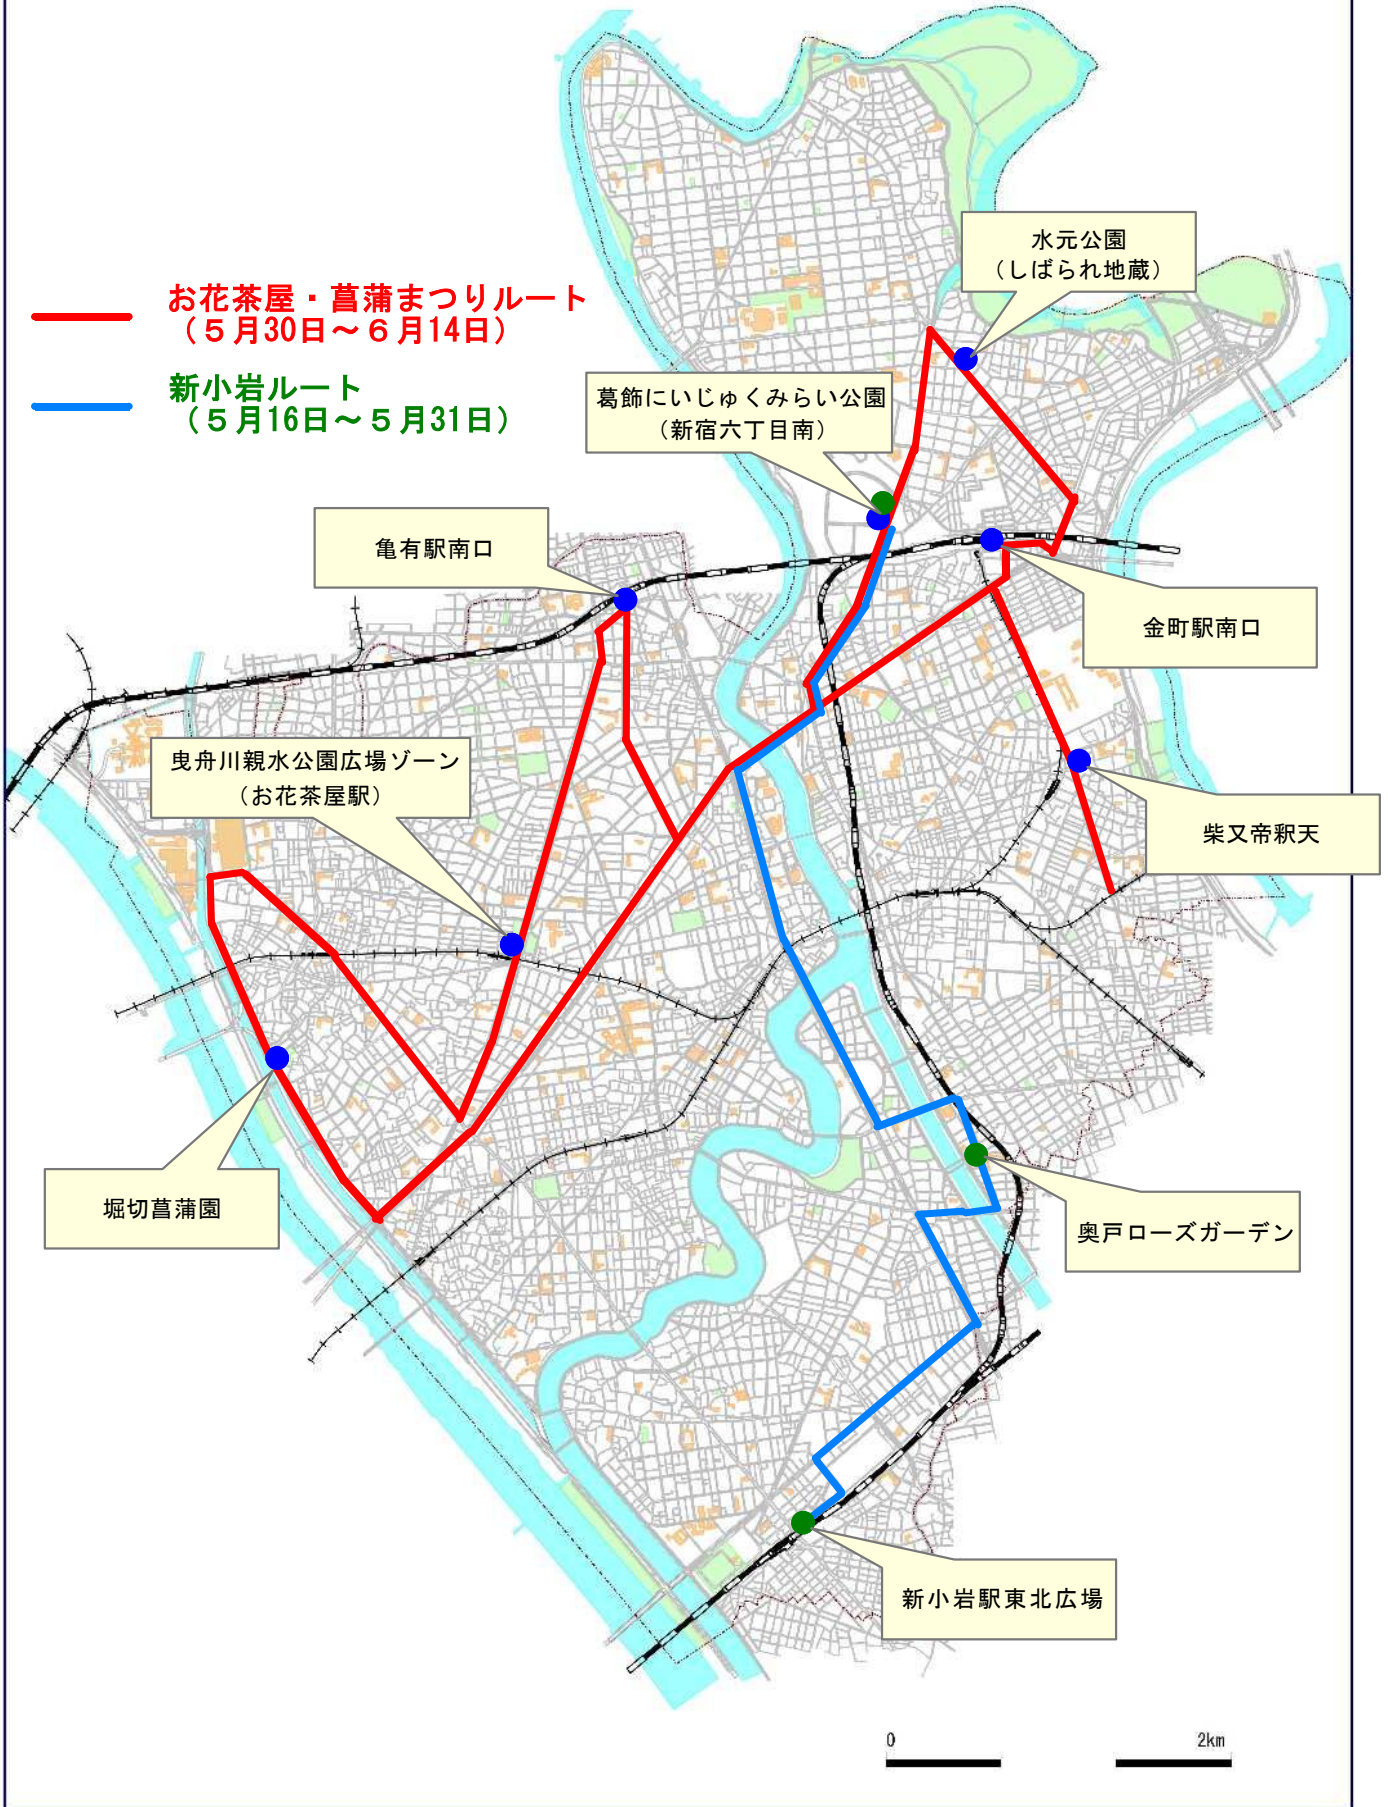 水元公園
（しばられ地蔵）
お花茶屋・菖蒲まつりルート
（５月30日～６月14日）
新小岩ルート
（５月16日～５月31日）
葛飾にいじゅくみらい公園
（新宿六丁目南）
亀有駅南口
金町駅南口
曳舟川親水公園広場ゾーン
（お花茶屋駅）
柴又帝釈天
堀切菖蒲園
奥戸ローズガーデン
新小岩駅東北広場
0 2km